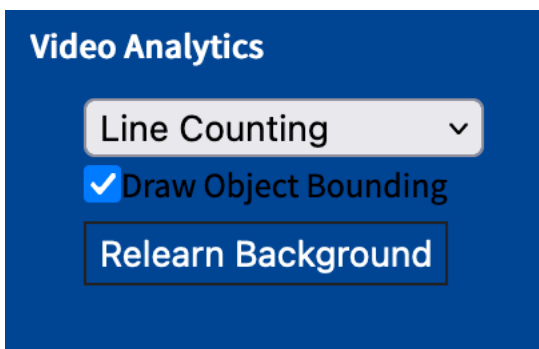 Video Analytics
Line Counting
Draw Object Bounding
Relearn Background